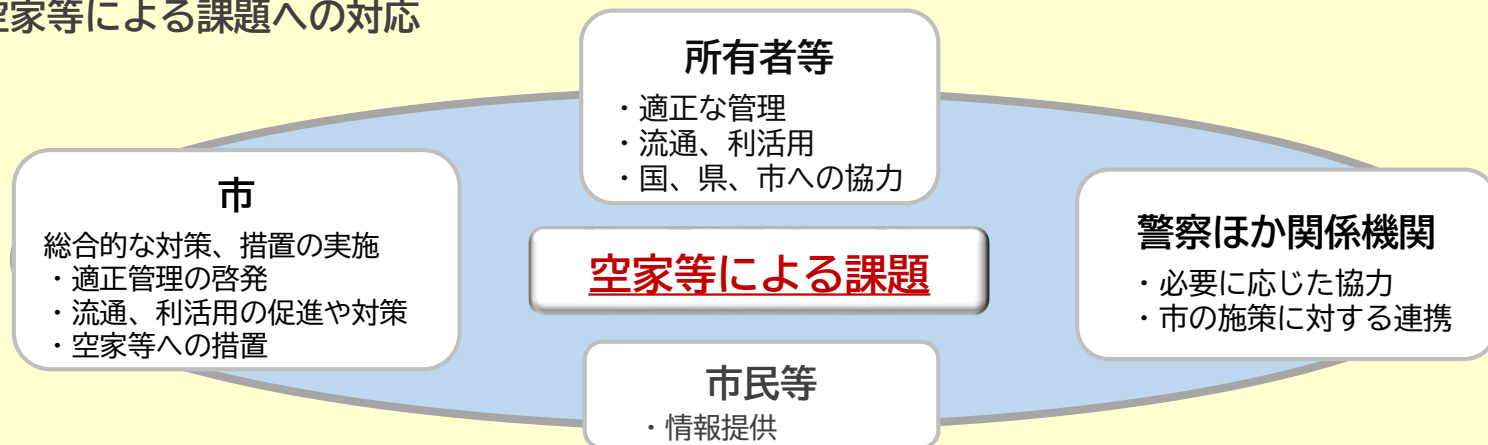 空家等による課題への対応
所有者等
・適正な管理
・流通、利活用
・国、県、市への協力
市
総合的な対策、措置の実施
・適正管理の啓発
・流通、利活用の促進や対策
・空家等への措置
空家等による課題
警察ほか関係機関
・必要に応じた協力
・市の施策に対する連携
市民等
・情報提供